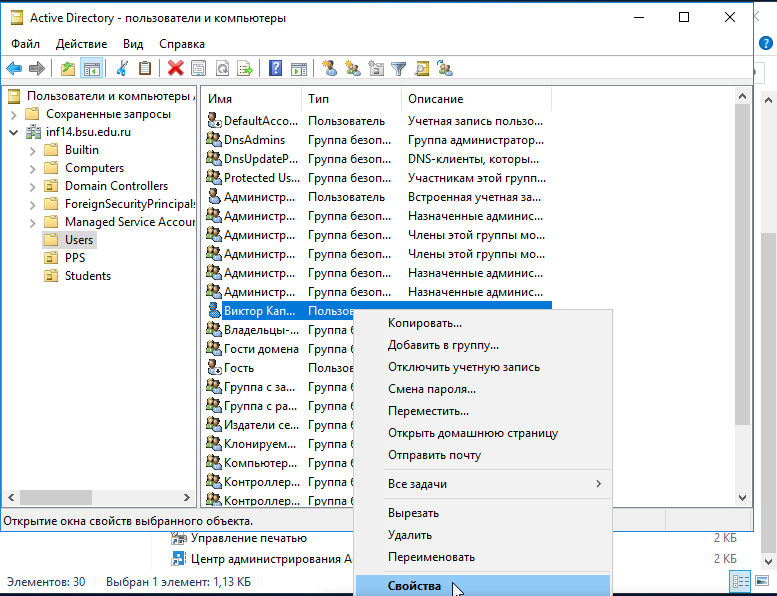 Active Directory - пользователи и компьютеры
Файл Действие Вид Справка
Пользователи и компьютеры
Сохраненные запросы
inf14.bsu.edu.ru
Builtin
Computers
Domain Controllers
ForeignSecurityPrincipals
Managed Service Accour
Users
PPS
Students
Имя Тип Описание
DefaultAcco... Пользователь Учетная запись пользо...
DnsAdmins Группа безоп... Группа администратор...
DnsUpdateP... Группа безоп... DNS-клиенты, которы...
Protected Us... Группа безоп... Участникам этой групп...
Администр... Пользователь Встроенная учетная за...
Администр... Группа безоп... Назначенные админис...
Администр... Группа безоп... Члены этой группы мо...
Администр... Группа безоп... Члены этой группы мо...
Администр... Группа безоп... Назначенные админис...
Администр... Группа безоп... Назначенные админис...
Виктор Кап... Пользов
Владельцы-... Группа б
Гости домена Группа б
Гость Пользов
Группа с за... Группа б
Группа с ра... Группа б
Издатели се... Группа б
Клонируем... Группа б
Компьютер... Группа б
Контроллер... Группа б
Контроллер... Группа б
Копировать...
Добавить в группу...
Отключить учетную запись
Смена пароля...
Переместить...
Открыть домашнюю страницу
Отправить почту
Все задачи
Вырезать
Удалить
Переименовать
Свойства
Открытие окна свойств выбранного объекта.
Управление печатью 2 КБ
Центр администрирования A 2 КБ
Элементов: 30 Выбран 1 элемент: 1,13 КБ